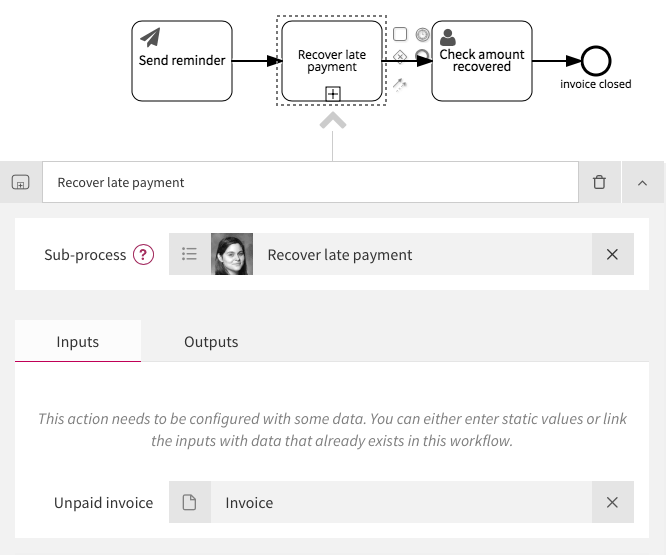 Send reminder
Recover late
payment
Check amount
recovered
invoice closed
Recover late payment
Sub-process ?
Recover late payment
Inputs
Outputs
This action needs to be configured with some data. You can either enter static values or link
the inputs with data that already exists in this workflow.
Unpaid invoice
Invoice